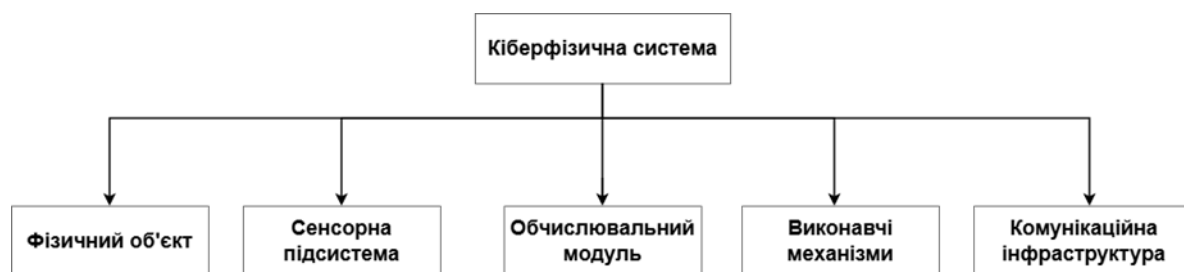 Кіберфізична система
Фізичний об'єкт
Сенсорна
підсистема
Обчислювальний
модуль
Виконавчі
механізми
Комунікаційна
інфраструктура